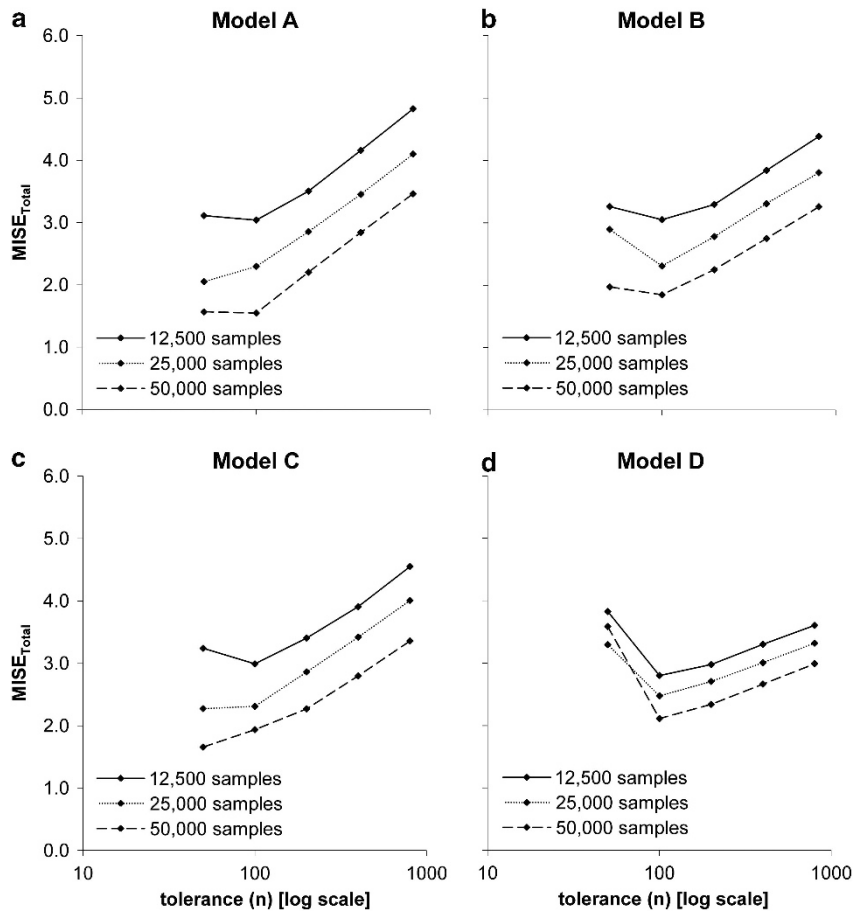 a
Model A
6.0
5.0
4.0
3.0
2.0
1.0
0.0
MISETotal
12,500 samples
25,000 samples
50,000 samples
b
Model B
12,500 samples
25,000 samples
50,000 samples
c
Model C
6.0
5.0
4.0
3.0
2.0
1.0
0.0
MISETotal
12,500 samples
25,000 samples
50,000 samples
10
100
1000
tolerance (n) [log scale]
d
Model D
12,500 samples
25,000 samples
50,000 samples
10
100
1000
tolerance (n) [log scale]